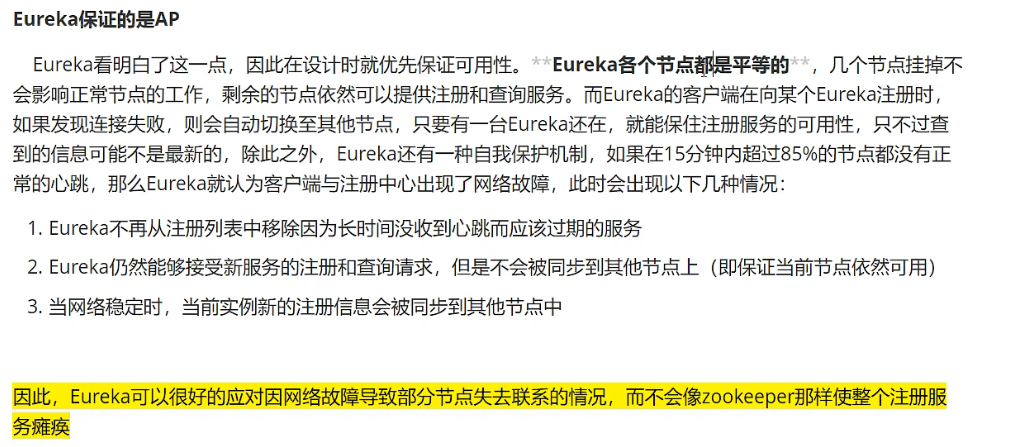 Eureka保证的是AP
Eureka看明白了这一点，因此在设计时就优先保证可用性。**Eureka各个节点都是平等的**，几个节点挂掉不
会影响正常节点的工作，剩余的节点依然可以提供注册和查询服务。而Eureka的客户端在向某个Eureka注册时，
如果发现连接失败，则会自动切换至其他节点，只要有一台Eureka还在，就能保住注册服务的可用性，只不过查
到的信息可能不是最新的，除此之外，Eureka还有一种自我保护机制，如果在15分钟内超过85%的节点都没有正
常的心跳，那么Eureka就认为客户端与注册中心出现了网络故障，此时会出现以下几种情况：
1. Eureka不再从注册列表中移除因为长时间没收到心跳而应该过期的服务
2. Eureka仍然能够接受新服务的注册和查询请求，但是不会被同步到其他节点上（即保证当前节点依然可用）
3. 当网络稳定时，当前实例新的注册信息会被同步到其他节点中
因此，Eureka可以很好的应对因网络故障导致部分节点失去联系的情况，而不会像zookeeper那样使整个注册服
务瘫痪